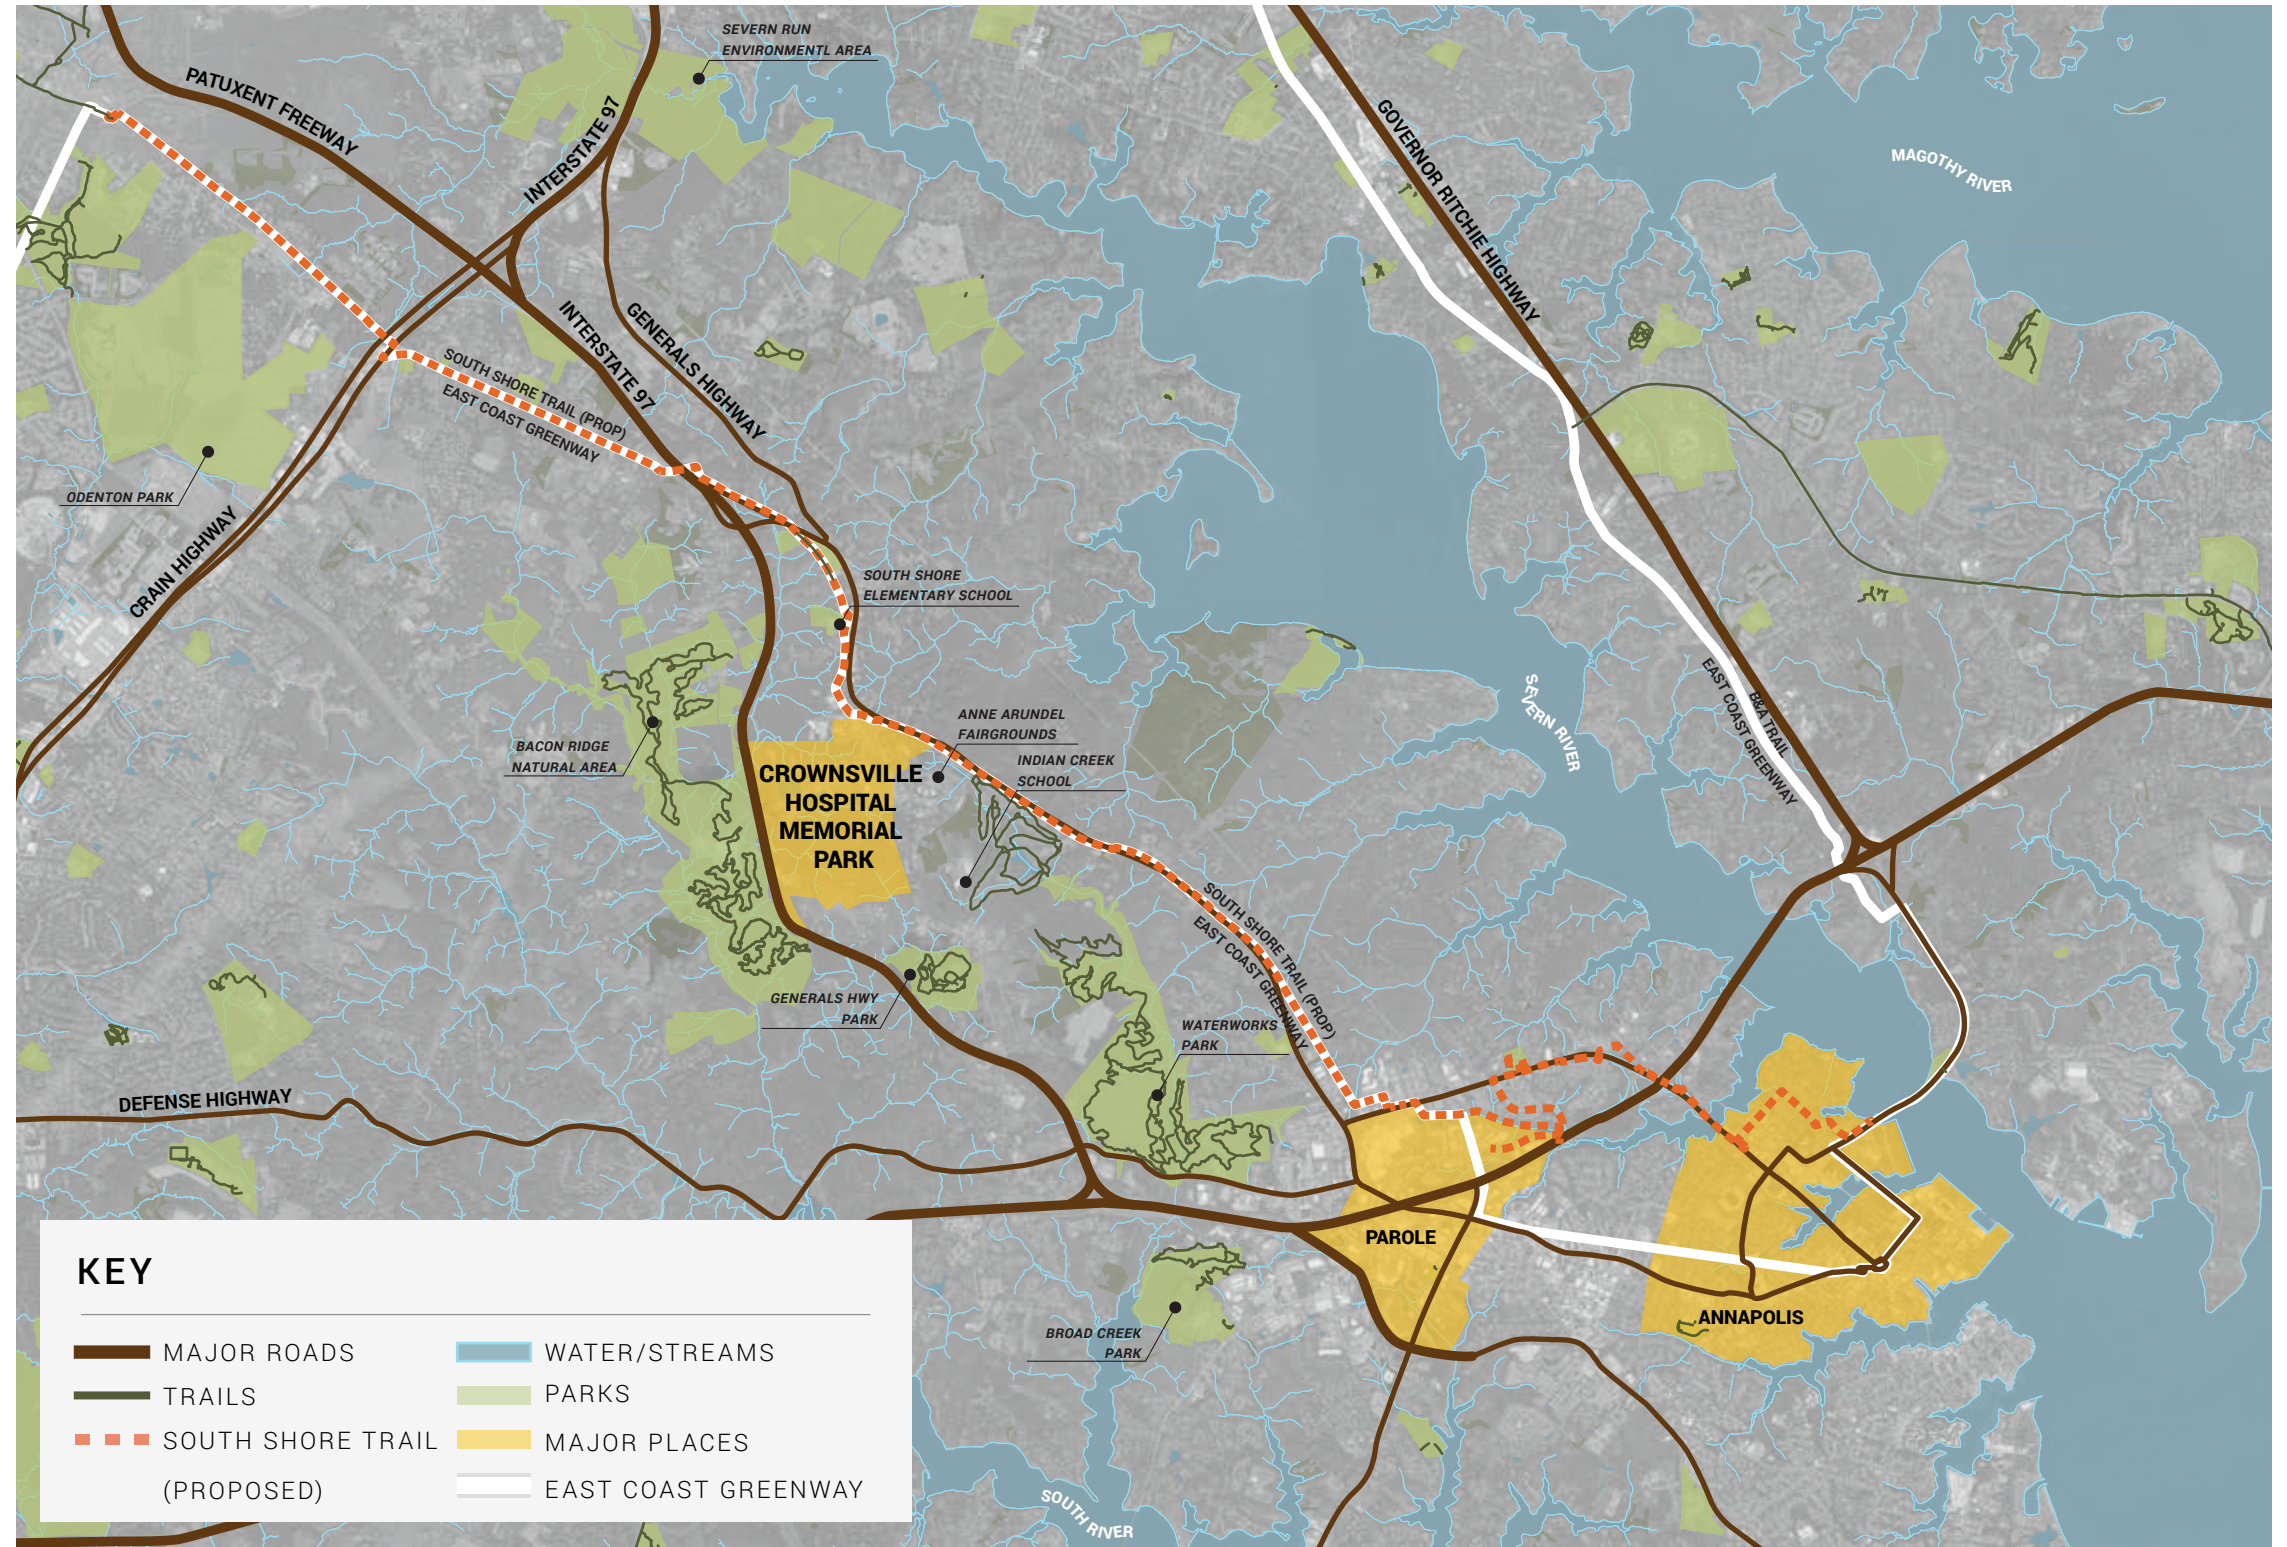 SEVERN RUN
ENVIRONMENTL AREA
PATUXENT FREEWAY
INTERSTATE 97
GOVERNOR RITCHIE HIGHWAY
MAGOTHY RIVER
INTERSTATE 97
GENERALS HIGHWAY
SOUTH SHORE TRAIL (PROP)
EAST COAST GREENWAY
ODENTON PARK
CRAIN HIGHWAY
SOUTH SHORE
ELEMENTARY SCHOOL
SEVERN RIVER
B&A TRAIL
EAST COAST GREENWAY
ANNE ARUNDEL
FAIRGROUNDS
BACON RIDGE
NATURAL AREA
INDIAN CREEK
SCHOOL
CROWNSVILLE
HOSPITAL
MEMORIAL
PARK
SOUTH SHORE TRAIL (PROP)
EAST COAST GREENWAY
GENERALS HWY
PARK
WATERWORKS
PARK
DEFENSE HIGHWAY
PAROLE
ANNAPOLIS
BROAD CREEK
PARK
SOUTH RIVER
KEY
MAJOR ROADS
TRAILS
SOUTH SHORE TRAIL
(PROPOSED)
WATER/STREAMS
PARKS
MAJOR PLACES
EAST COAST GREENWAY